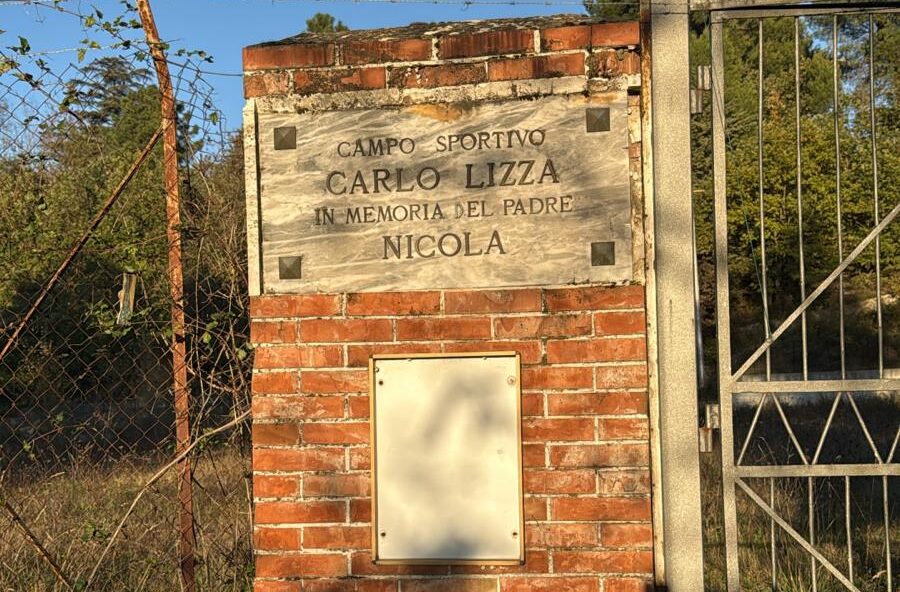 CAMPO SPORTIVO
CARLO LIZZA
IN MEMORIA DEL PADRE
NICOLA